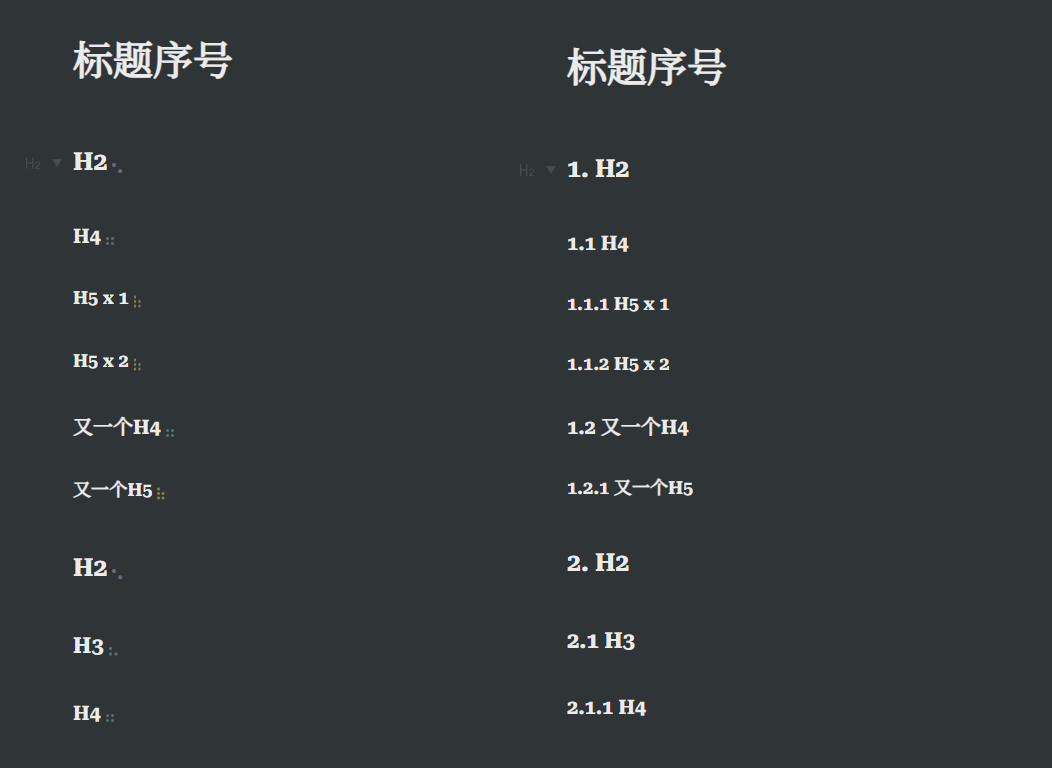 标题序号
H2
H2
H4
H5 x 1
H5 x 2
又一个H4
又一个H5
H2
H3
H4
标题序号
H2
1. H2
1.1 H4
1.1.1 H5 x 1
1.1.2 H5 x 2
1.2 又一个H4
1.2.1 又一个H5
2. H2
2.1 H3
2.1.1 H4